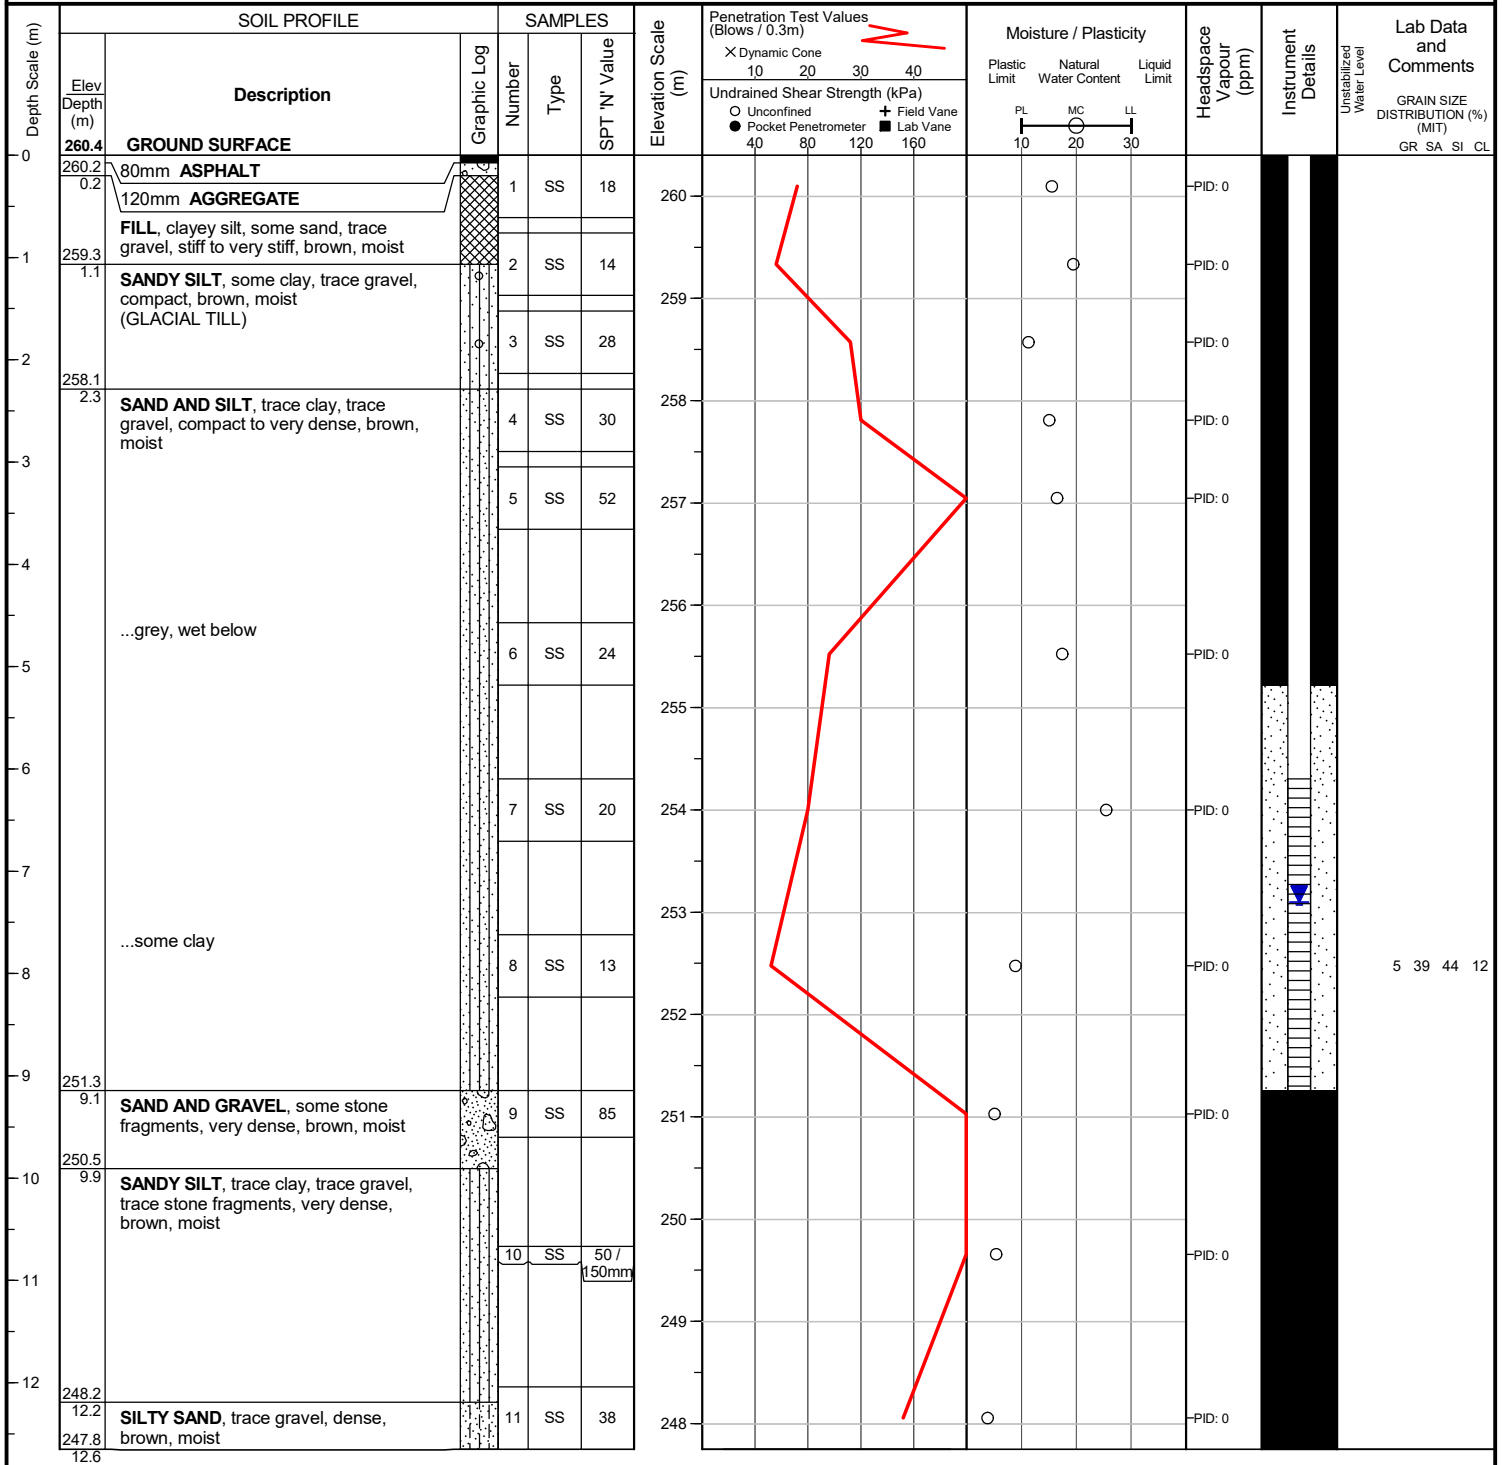 SOIL PROFILE
SAMPLES
Depth Scale (m)
Elev
Depth
(m)
Description
Graphic Log
Number
Type
SPT 'N' Value
Elevation Scale
(m)
Penetration Test Values
(Blows / 0.3m)
× Dynamic Cone
10 20 30 40
Undrained Shear Strength (kPa)
Unconfined
Field Vane
Pocket Penetrometer
Lab Vane
40 80 120 160
Moisture / Plasticity
Plastic Limit
Natural Water Content
Liquid Limit
PL MC LL
10 20 30
Headspace
Vapour
(ppm)
Instrument
Details
Unstabilized
Water Level
Lab Data
and
Comments
GRAIN SIZE
DISTRIBUTION (%)
(MIT)
GR SA SI CL
260.4 GROUND SURFACE
0
260.2 80mm ASPHALT
0.2
120mm AGGREGATE
1 SS 18
260
PID: 0
FILL, clayey silt, some sand, trace
gravel, stiff to very stiff, brown, moist
259.3
1
1.1
2 SS 14
PID: 0
SANDY SILT, some clay, trace gravel,
compact, brown, moist
(GLACIAL TILL)
259
3 SS 28
PID: 0
2
258.1
2.3
SAND AND SILT, trace clay, trace
gravel, compact to very dense, brown,
moist
258
4 SS 30
PID: 0
3
5 SS 52
257
PID: 0
4
256
...grey, wet below
6 SS 24
PID: 0
5
255
6
7 SS 20
254
PID: 0
7
253
...some clay
8 SS 13
PID: 0
5 39 44 12
8
252
9
251.3
9.1
SAND AND GRAVEL, some stone
fragments, very dense, brown, moist
9 SS 85
251
PID: 0
250.5
10
9.9
SANDY SILT, trace clay, trace gravel,
trace stone fragments, very dense,
brown, moist
250
10 SS 50 /
150mm
PID: 0
11
249
12
248.2
12.2
SILTY SAND, trace gravel, dense,
brown, moist
11 SS 38
248
PID: 0
247.8
12.6